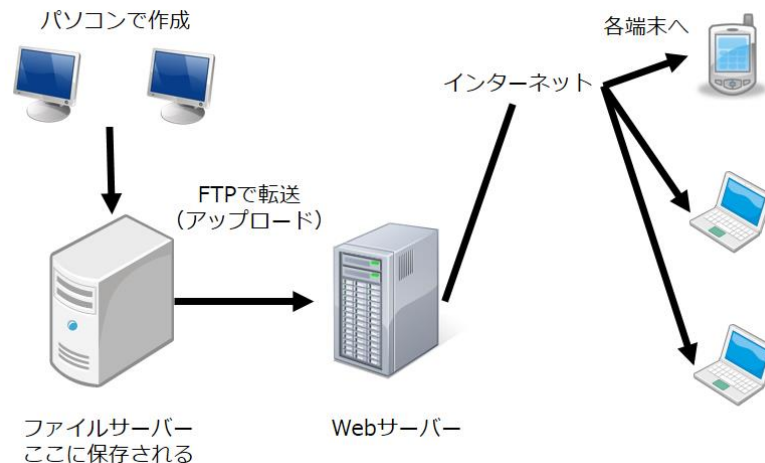 パソコンで作成
各端末へ
インターネット
FTPで転送
（アップロード）
ファイルサーバー
ここに保存される
Webサーバー